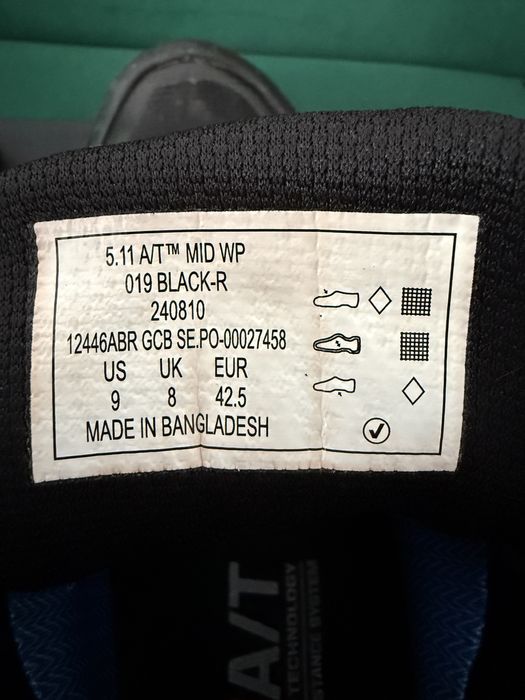 5.11 A/T™ MID WP
019 BLACK-R
240810
12446ABR GCB SE.PO-00027458
US UK EUR
9 8 42.5
MADE IN BANGLADESH
A/T
TECHNOLOGY
STANCE SYSTEM